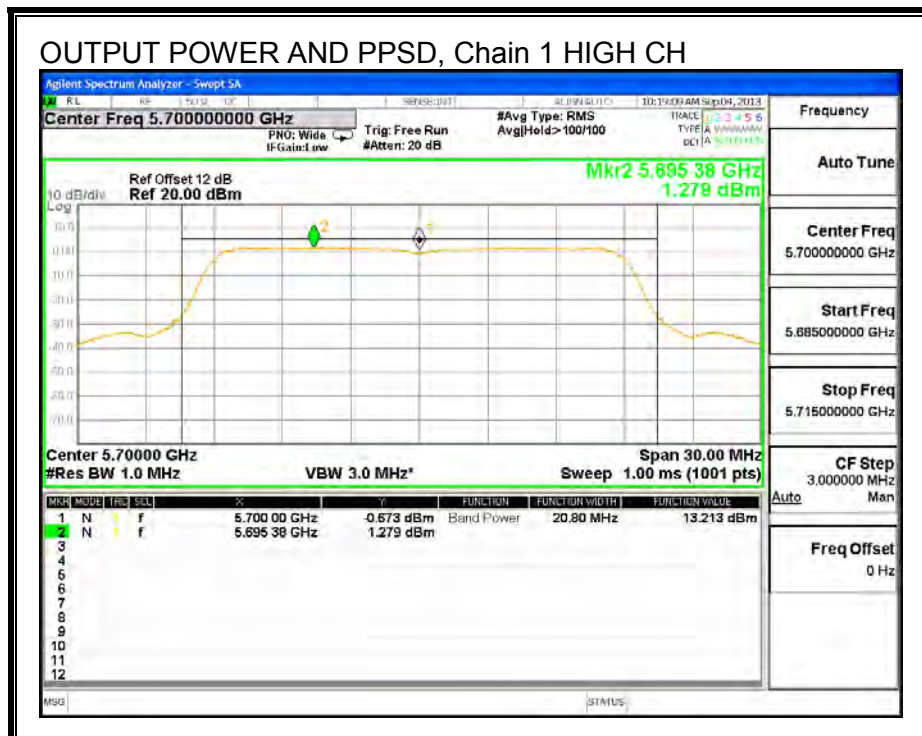 OUTPUT POWER AND PPSD, Chain 1 HIGH CH
Agilent Spectrum Analyzer - Swept SA
RL RF DC SENSE:INT ALIGN AUTO 10:19:09 AM Sep 04, 2013
Center Freq 5.700000000 GHz
PNO: Wide
IFGain:Low
Trig: Free Run
#Atten: 20 dB
#Avg Type: RMS
Avg|Hold:>100/100
TRACE 1 2 3 4 5 6
TYPE A
DET A
Mkr2 5.695 38 GHz
1.279 dBm
Ref Offset 12 dB
10 dB/div Ref 20.00 dBm
Log
2 1
Center 5.70000 GHz Span 30.00 MHz
#Res BW 1.0 MHz VBW 3.0 MHz* Sweep 1.00 ms (1001 pts)
MKR MODE TRC SCL X Y FUNCTION FUNCTION WIDTH FUNCTION VALUE
1 N 1 f 5.700 00 GHz -0.673 dBm Band Power 20.80 MHz 13.213 dBm
2 N 1 f 5.695 38 GHz 1.279 dBm
3
4
5
6
7
8
9
10
11
12
MSG STATUS
Frequency
Auto Tune
Center Freq
5.700000000 GHz
Start Freq
5.685000000 GHz
Stop Freq
5.715000000 GHz
CF Step
3.000000 MHz
Auto Man
Freq Offset
0 Hz